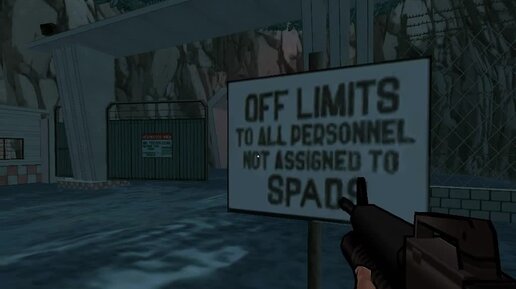 OFF LIMITS
TO ALL PERSONNEL
NOT ASSIGNED TO
SPADS